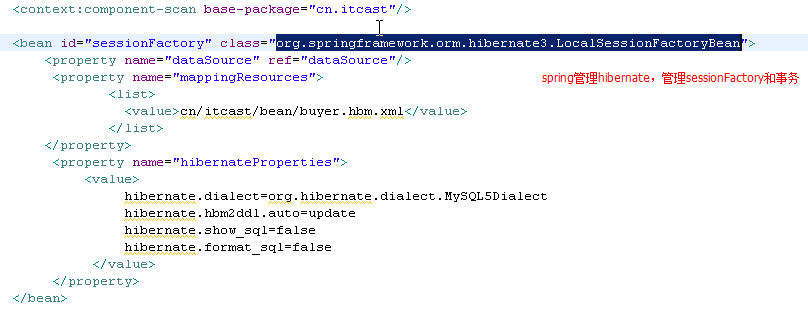 <context:component-scan base-package="cn.itcast"/>
<bean id="sessionFactory" class="org.springframework.orm.hibernate3.LocalSessionFactoryBean">
<property name="dataSource" ref="dataSource"/>
<property name="mappingResources">
spring管理hibernate，管理sessionFactory和事务
<list>
<value>cn/itcast/bean/buyer.hbm.xml</value>
</list>
</property>
<property name="hibernateProperties">
<value>
hibernate.dialect=org.hibernate.dialect.MySQL5Dialect
hibernate.hbm2ddl.auto=update
hibernate.show_sql=false
hibernate.format_sql=false
</value>
</property>
</bean>